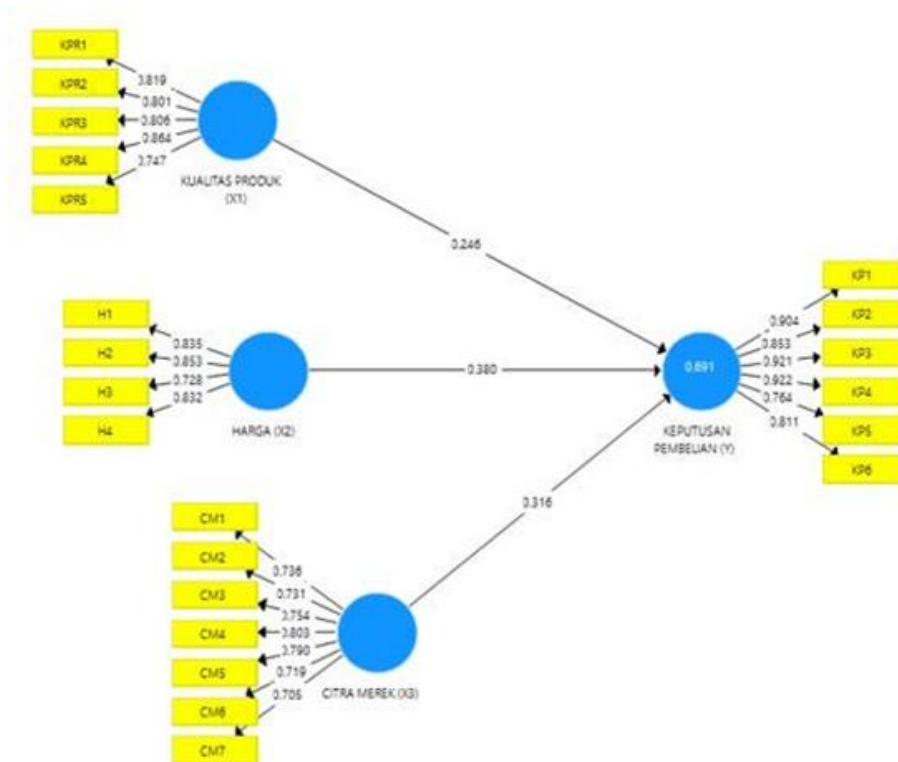 KPR1
KPR2
KPR3
KPR4
KPR5
0.819
0.801
0.806
0.864
0.747
KUALITAS PRODUK
(X1)
0.246
H1
H2
H3
H4
0.835
0.853
0.728
0.832
HARGA (X2)
0.380
CM1
CM2
CM3
CM4
CM5
CM6
CM7
0.736
0.731
0.754
0.803
0.790
0.719
0.705
CITRA MEREK (X3)
0.316
0.691
KEPUTUSAN
PEMBELIAN (Y)
0.904
0.853
0.921
0.922
0.764
0.811
KP1
KP2
KP3
KP4
KP5
KP6